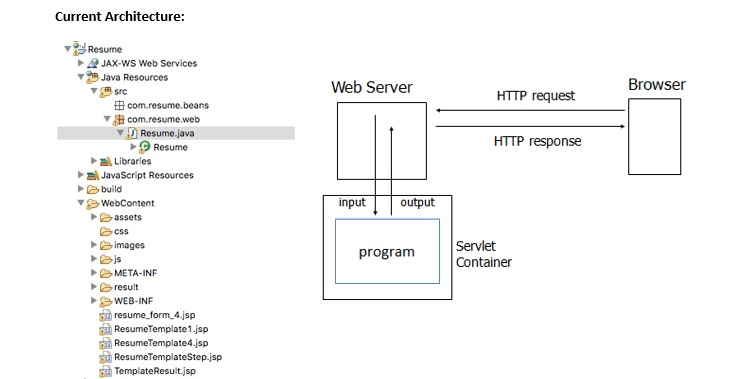 Current Architecture:
Resume
JAX-WS Web Services
Java Resources
src
com.resume.beans
com.resume.web
Resume.java
Resume
Libraries
JavaScript Resources
build
WebContent
assets
css
images
js
META-INF
result
WEB-INF
resume_form_4.jsp
ResumeTemplate1.jsp
ResumeTemplate4.jsp
ResumeTemplateStep.jsp
TemplateResult.jsp
Web Server
Browser
HTTP request
HTTP response
input
output
program
Servlet
Container